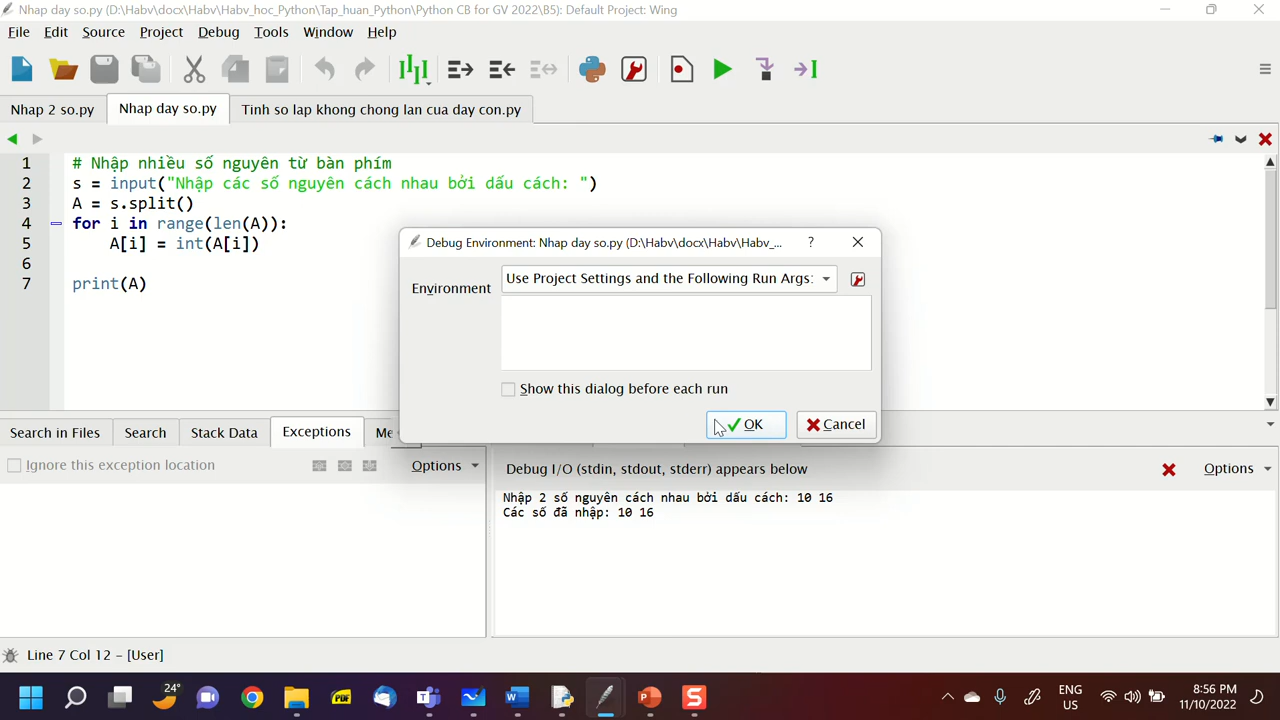 Nhap day so.py (D:\Habv\docx\Habv\Habv_hoc_Python\Tap_huan_Python\Python CB for GV 2022\B5): Default Project: Wing
File Edit Source Project Debug Tools Window Help
Nhap 2 so.py Nhap day so.py Tinh so lap khong chong lan cua day con.py
1 # Nhập nhiều số nguyên từ bàn phím
2 s = input("Nhập các số nguyên cách nhau bởi dấu cách: ")
3 A = s.split()
4 for i in range(len(A)):
5 A[i] = int(A[i])
6
7 print(A)
Debug Environment: Nhap day so.py (D:\Habv\docx\Habv\Habv_... ?
Environment Use Project Settings and the Following Run Args:
Show this dialog before each run
OK Cancel
Search in Files Search Stack Data Exceptions Me
Ignore this exception location Options
Debug I/O (stdin, stdout, stderr) appears below Options
Nhập 2 số nguyên cách nhau bởi dấu cách: 10 16
Các số đã nhập: 10 16
Line 7 Col 12 – [User]
24°
PDF
ENG
US
8:56 PM
11/10/2022